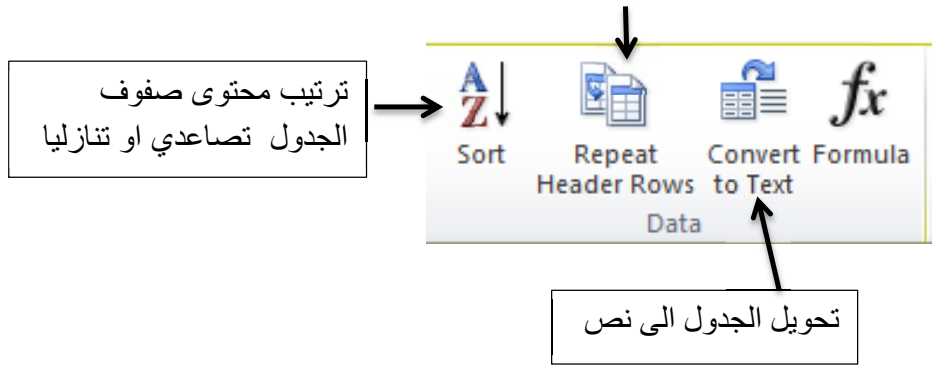 ترتيب محتوى صفوف
الجدول تصاعدي او تنازليا
A
Z
fx
Sort
Repeat
Header Rows
Convert
to Text
Formula
Data
تحويل الجدول الى نص